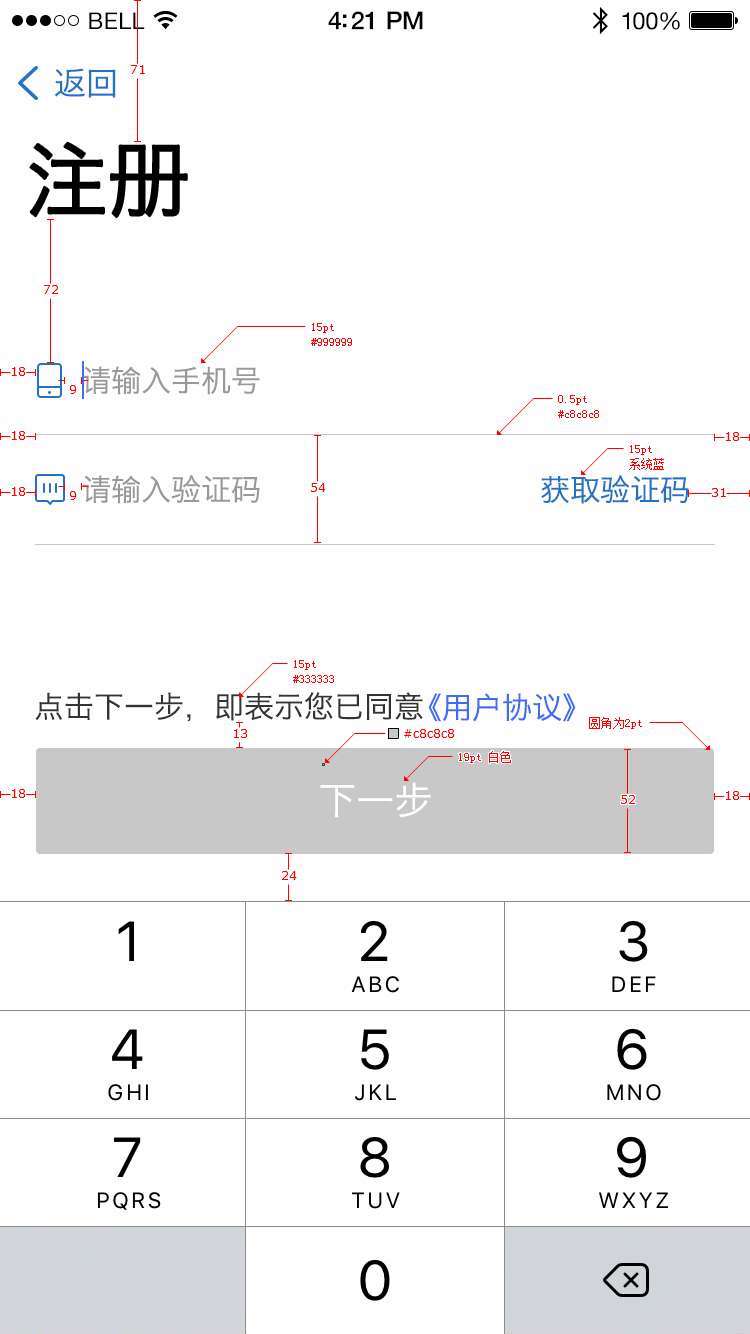 BELL 4:21 PM 100%
71
返回
注册
72
15pt
#999999
18 9 请输入手机号
0.5pt
#c8c8c8
18 18
15pt
系统蓝
18 9 请输入验证码 54 获取验证码 31
15pt
#333333
点击下一步，即表示您已同意《用户协议》
圆角为2pt
13 #c8c8c8
19pt 白色
18 下一步 52 18
24
1 2 3
ABC DEF
4 5 6
GHI JKL MNO
7 8 9
PQRS TUV WXYZ
0